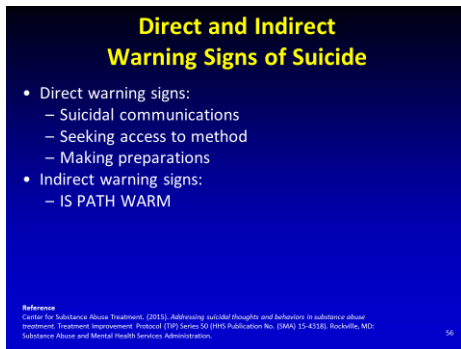 Direct and Indirect
Warning Signs of Suicide
• Direct warning signs:
– Suicidal communications
– Seeking access to method
– Making preparations
• Indirect warning signs:
– IS PATH WARM
Reference
Center for Substance Abuse Treatment. (2015). Addressing suicidal thoughts and behaviors in substance abuse
treatment. Treatment Improvement Protocol (TIP) Series 50 (HHS Publication No. (SMA) 15-4318). Rockville, MD:
Substance Abuse and Mental Health Services Administration.
56